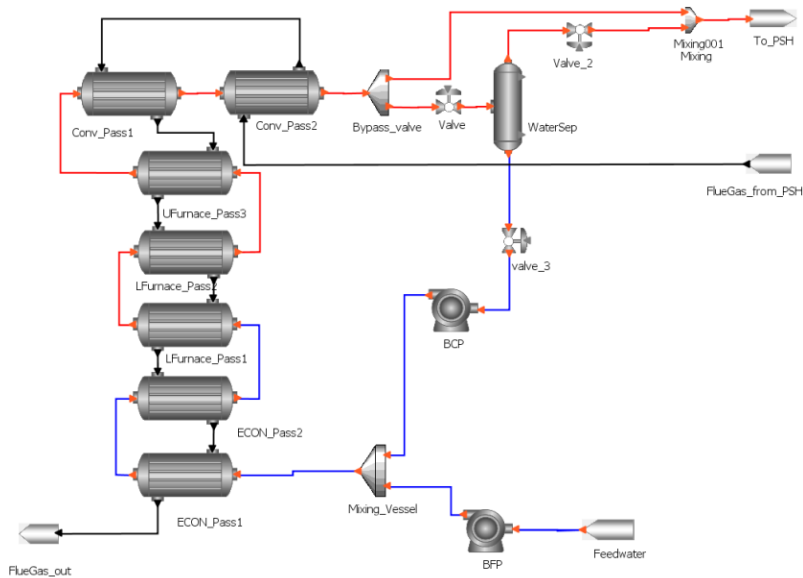 Mixing001
Mixing
To_PSH
Valve_2
Conv_Pass1
Conv_Pass2
Bypass_valve
Valve
WaterSep
FlueGas_from_PSH
UFurnace_Pass3
valve_3
LFurnace_Pass2
BCP
LFurnace_Pass1
ECON_Pass2
Mixing_Vessel
ECON_Pass1
BFP
Feedwater
FlueGas_out